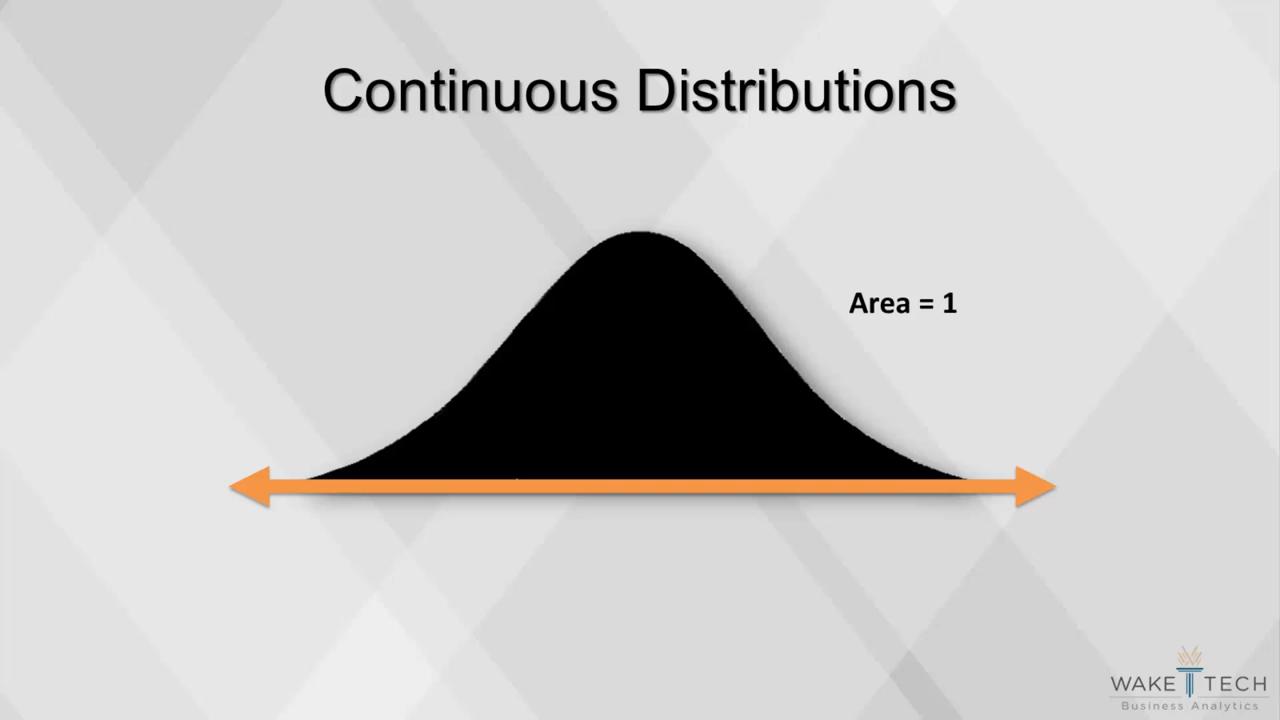 Continuous Distributions
Area = 1
WAKE TECH
Business Analytics